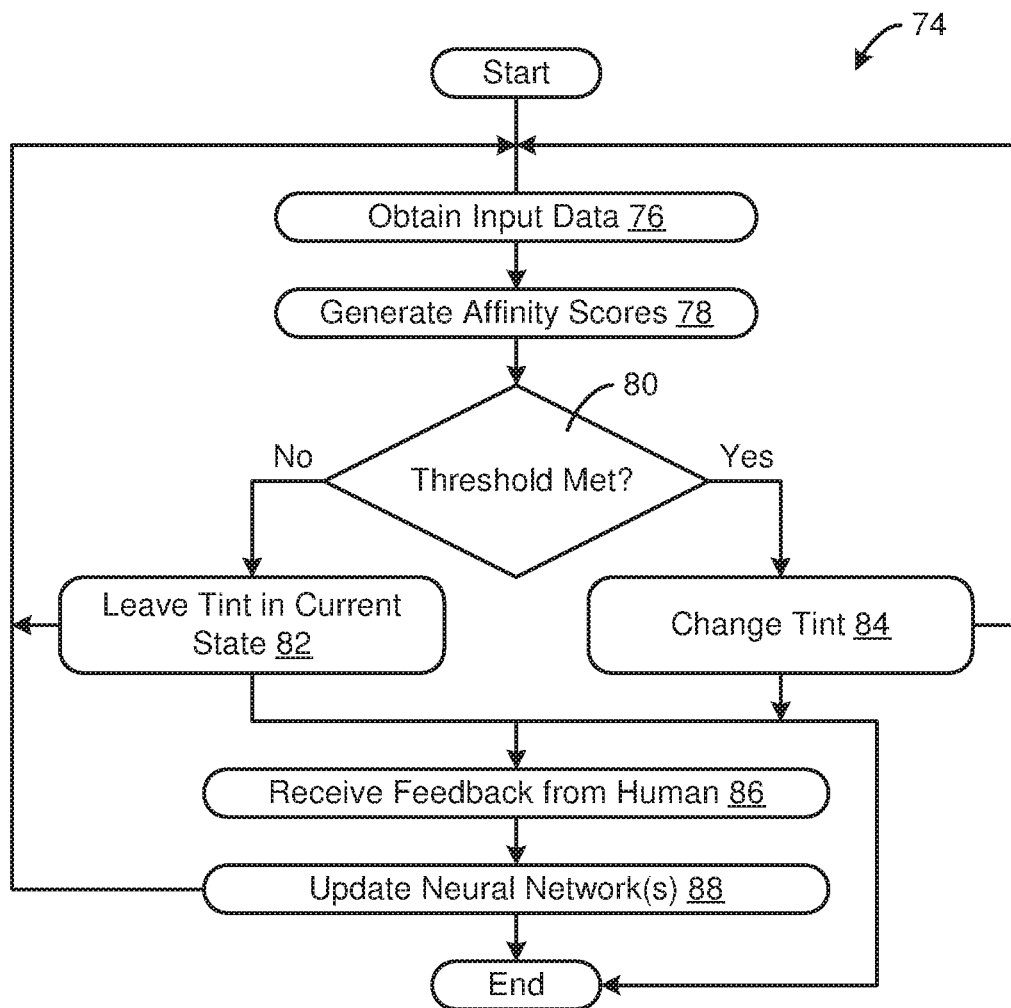 74
Start
Obtain Input Data 76
Generate Affinity Scores 78
80
No
Yes
Threshold Met?
Leave Tint in Current
State 82
Change Tint 84
Receive Feedback from Human 86
Update Neural Network(s) 88
End